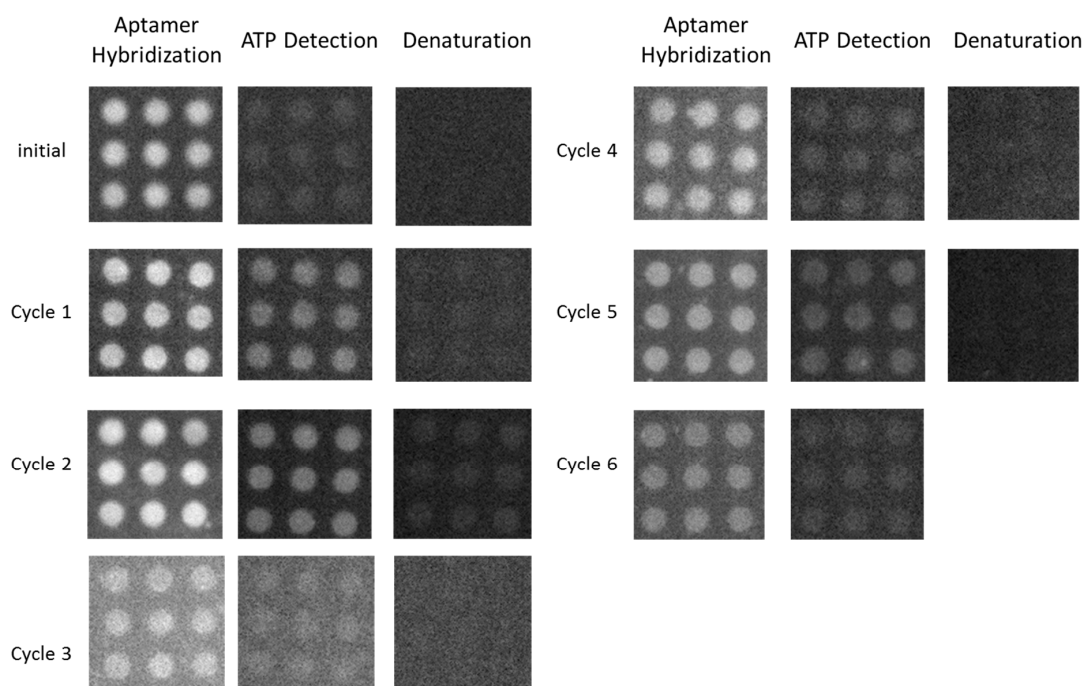 Aptamer
Hybridization
ATP Detection
Denaturation
initial
Cycle 1
Cycle 2
Cycle 3
Aptamer
Hybridization
ATP Detection
Denaturation
Cycle 4
Cycle 5
Cycle 6